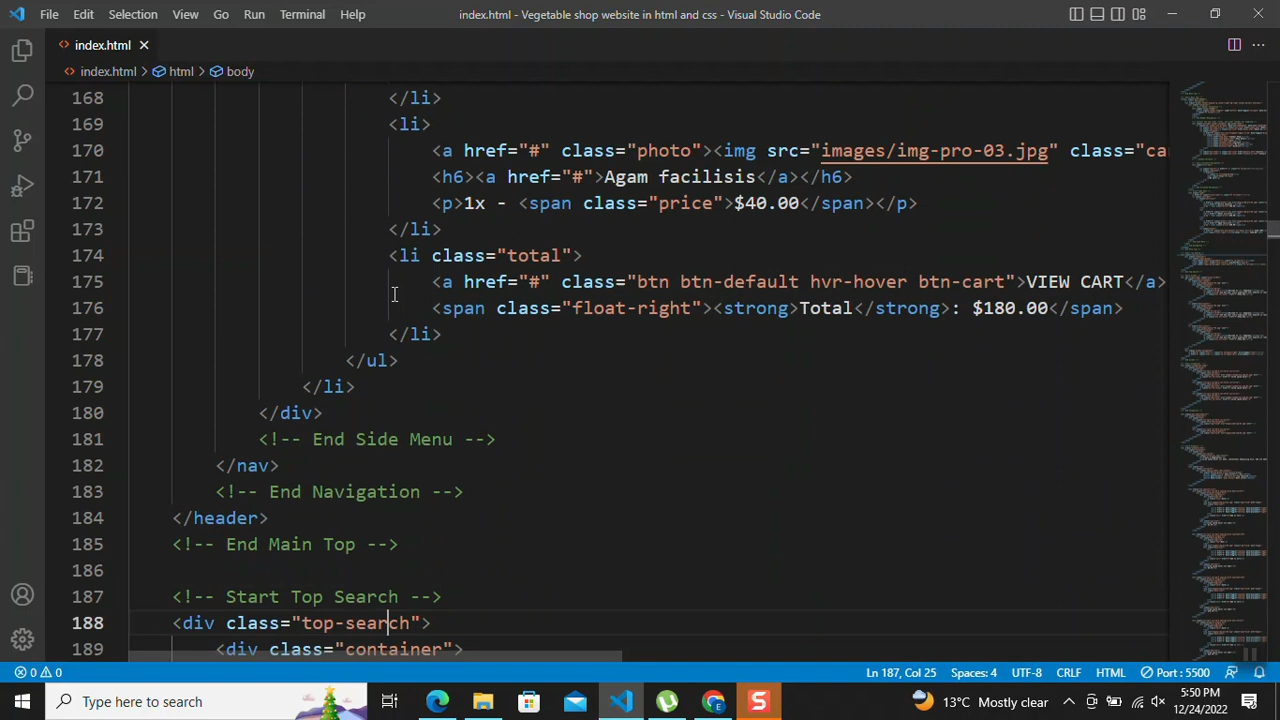 File Edit Selection View Go Run Terminal Help index.html - Vegetable shop website in html and css - Visual Studio Code
index.html
index.html html body
168 </li>
169 <li>
170 <a href="#" class="photo"><img src="images/img-pro-03.jpg" class="ca
171 <h6><a href="#">Agam facilisis</a></h6>
172 <p>1x - <span class="price">$40.00</span></p>
173 </li>
174 <li class="total">
175 <a href="#" class="btn btn-default hvr-hover btn-cart">VIEW CART</a>
176 <span class="float-right"><strong>Total</strong>: $180.00</span>
177 </li>
178 </ul>
179 </li>
180 </div>
181 <!-- End Side Menu -->
182 </nav>
183 <!-- End Navigation -->
184 </header>
185 <!-- End Main Top -->
186
187 <!-- Start Top Search -->
188 <div class="top-search">
189 <div class="container">
0 0 Ln 187, Col 25 Spaces: 4 UTF-8 CRLF HTML Port : 5500
Type here to search 13°C Mostly clear 5:50 PM
12/24/2022